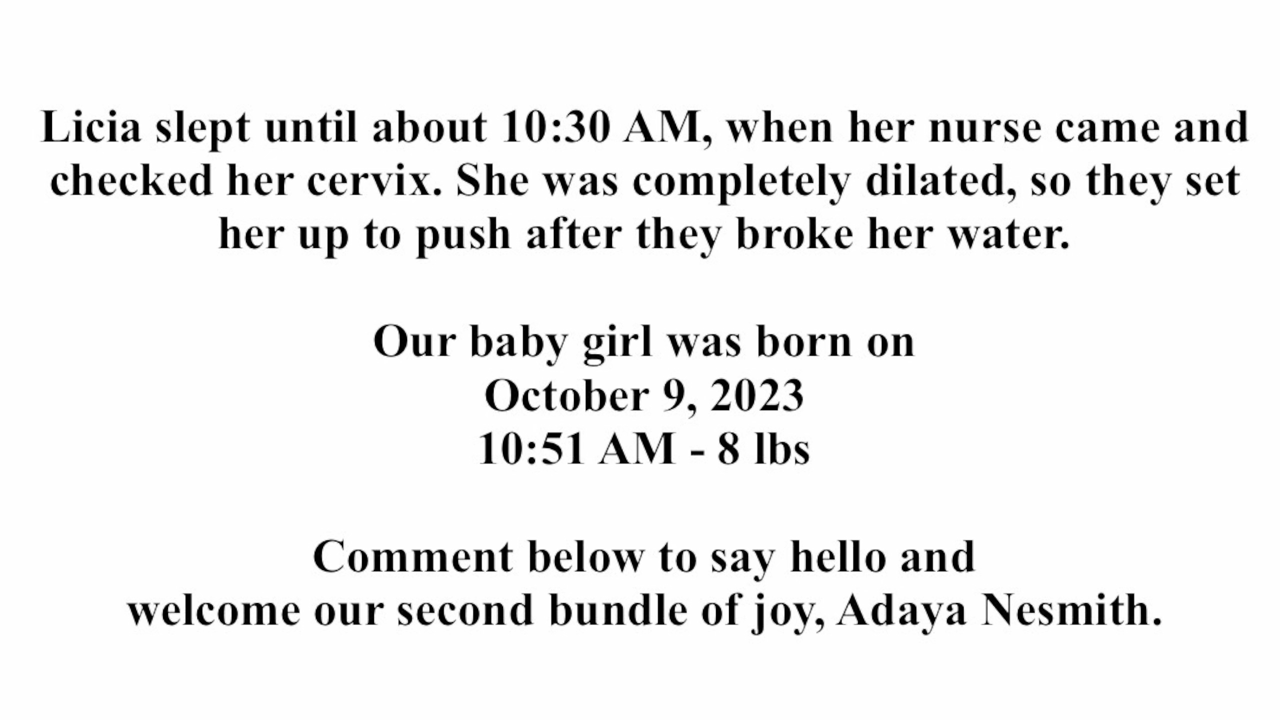 Licia slept until about 10:30 AM, when her nurse came and
checked her cervix. She was completely dilated, so they set
her up to push after they broke her water.
Our baby girl was born on
October 9, 2023
10:51 AM - 8 lbs
Comment below to say hello and
welcome our second bundle of joy, Adaya Nesmith.